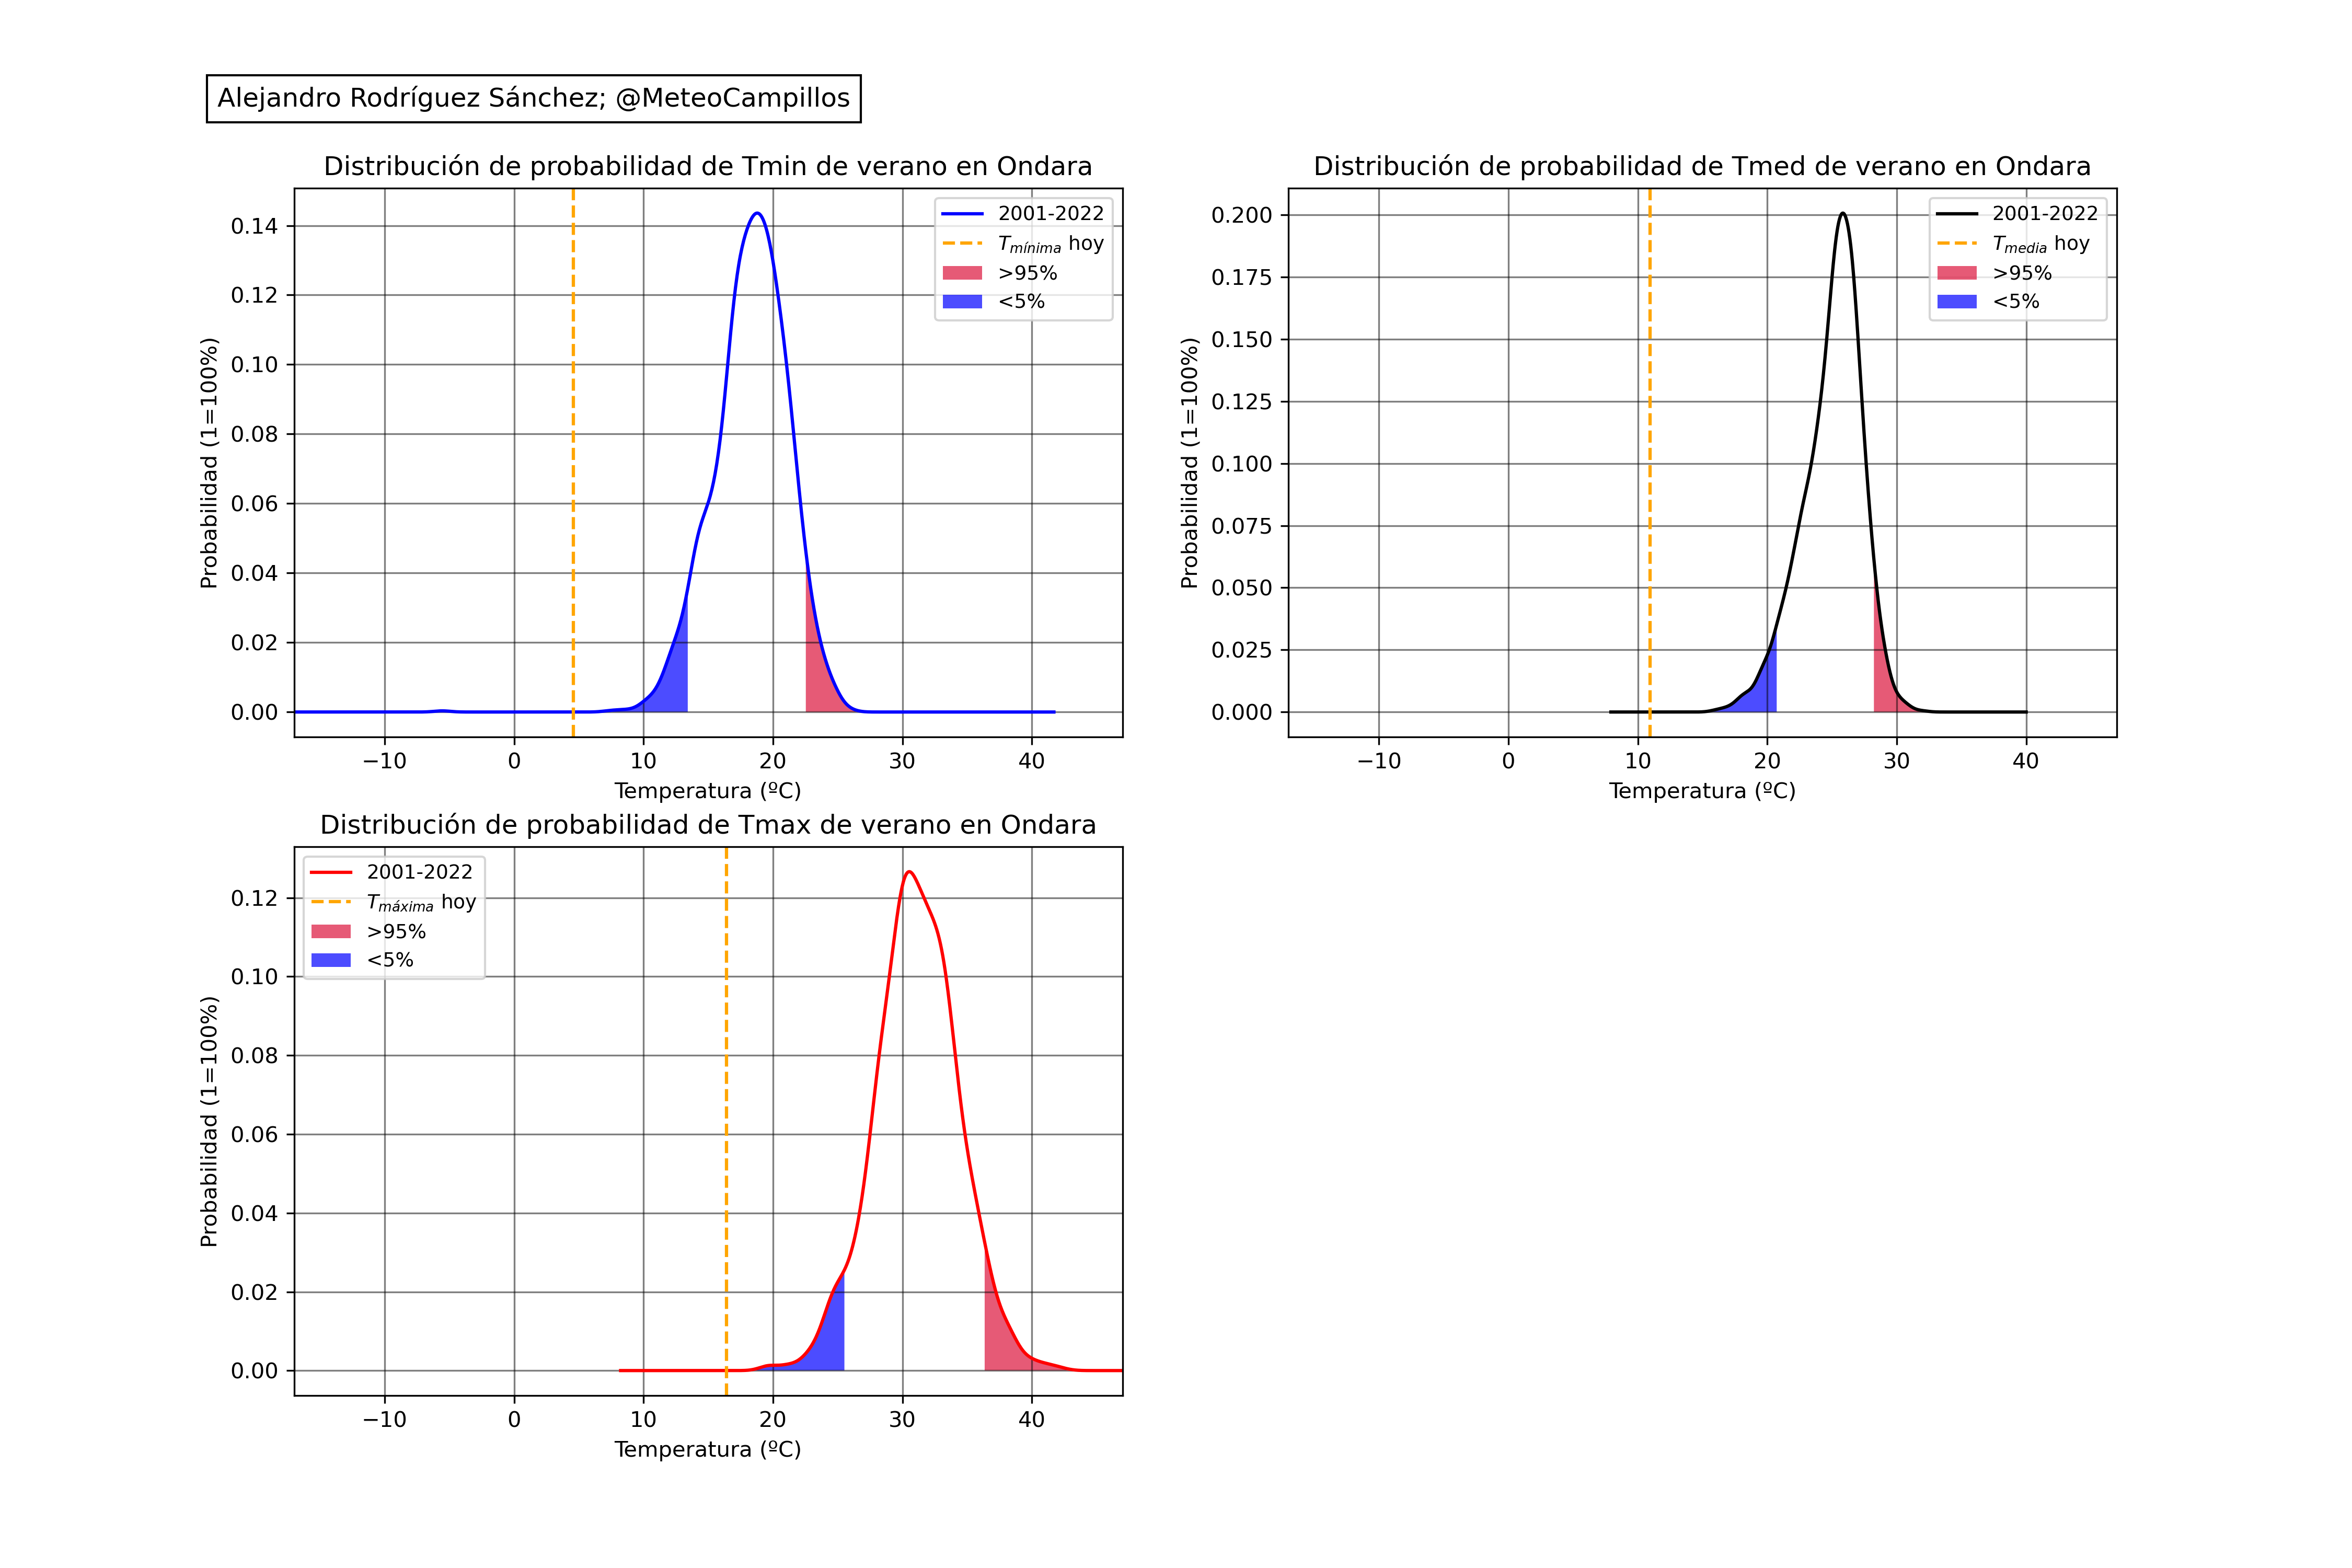 Alejandro Rodríguez Sánchez; @MeteoCampillos
Distribución de probabilidad de Tmin de verano en Ondara
0.14
0.12
0.10
0.08
0.06
0.04
0.02
0.00
Probabilidad (1=100%)
2001-2022
Tmínima hoy
>95%
<5%
−10 0 10 20 30 40
Temperatura (ºC)
Distribución de probabilidad de Tmed de verano en Ondara
0.200
0.175
0.150
0.125
0.100
0.075
0.050
0.025
0.000
Probabilidad (1=100%)
2001-2022
Tmedia hoy
>95%
<5%
−10 0 10 20 30 40
Temperatura (ºC)
Distribución de probabilidad de Tmax de verano en Ondara
0.12
0.10
0.08
0.06
0.04
0.02
0.00
Probabilidad (1=100%)
2001-2022
Tmáxima hoy
>95%
<5%
−10 0 10 20 30 40
Temperatura (ºC)